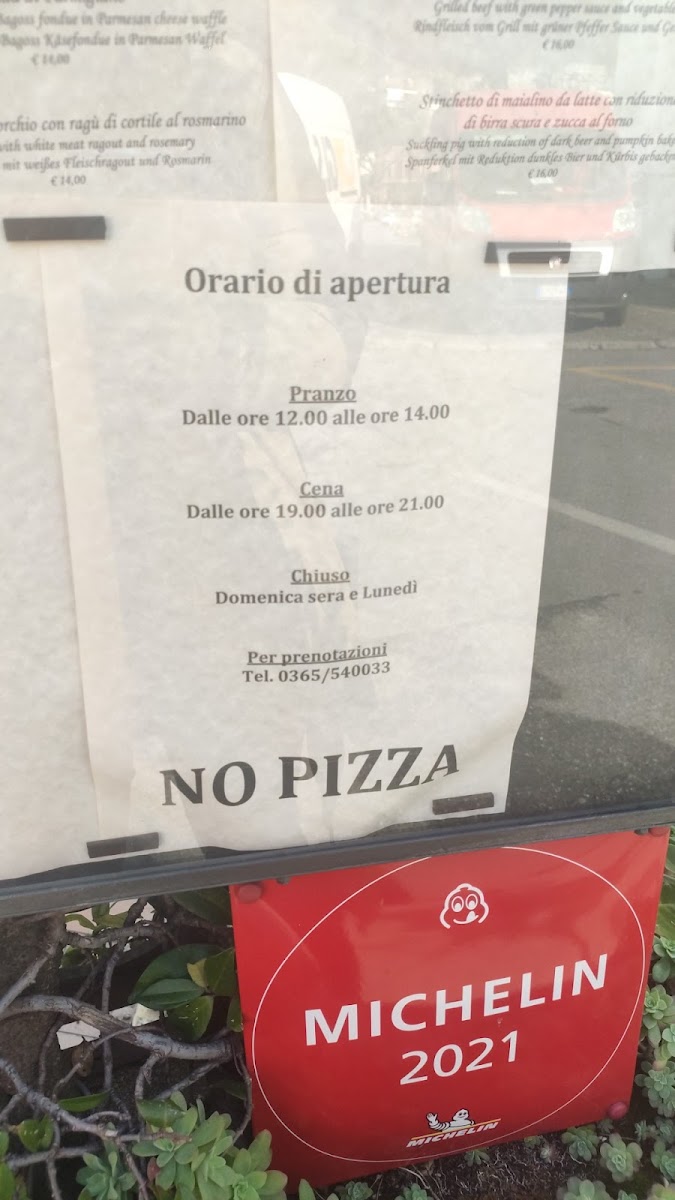 Bagoss fondue in Parmesan cheese waffle
Bagoss Käsefondue in Parmesan Waffel
€ 14,00
con ragù di cortile al rosmarino
with white meat ragout and rosemary
mit weißes Fleischragout und Rosmarin
€ 14,00
Grilled beef with green pepper sauce and
Rindfleisch vom Grill mit grüner Pfeffer Sauce und
€ 16,00
Stinchetto di maialino da latte con
di birra scura e zucca al forno
Suckling pig with reduction of dark beer and pumpkin
Spanferkel mit Reduktion dunkles Bier und Kürbis
€ 16,00
Orario di apertura
Pranzo
Dalle ore 12.00 alle ore 14.00
Cena
Dalle ore 19.00 alle ore 21.00
Chiuso
Domenica sera e Lunedì
Per prenotazioni
Tel. 0365/540033
NO PIZZA
MICHELIN
2021
MICHELIN